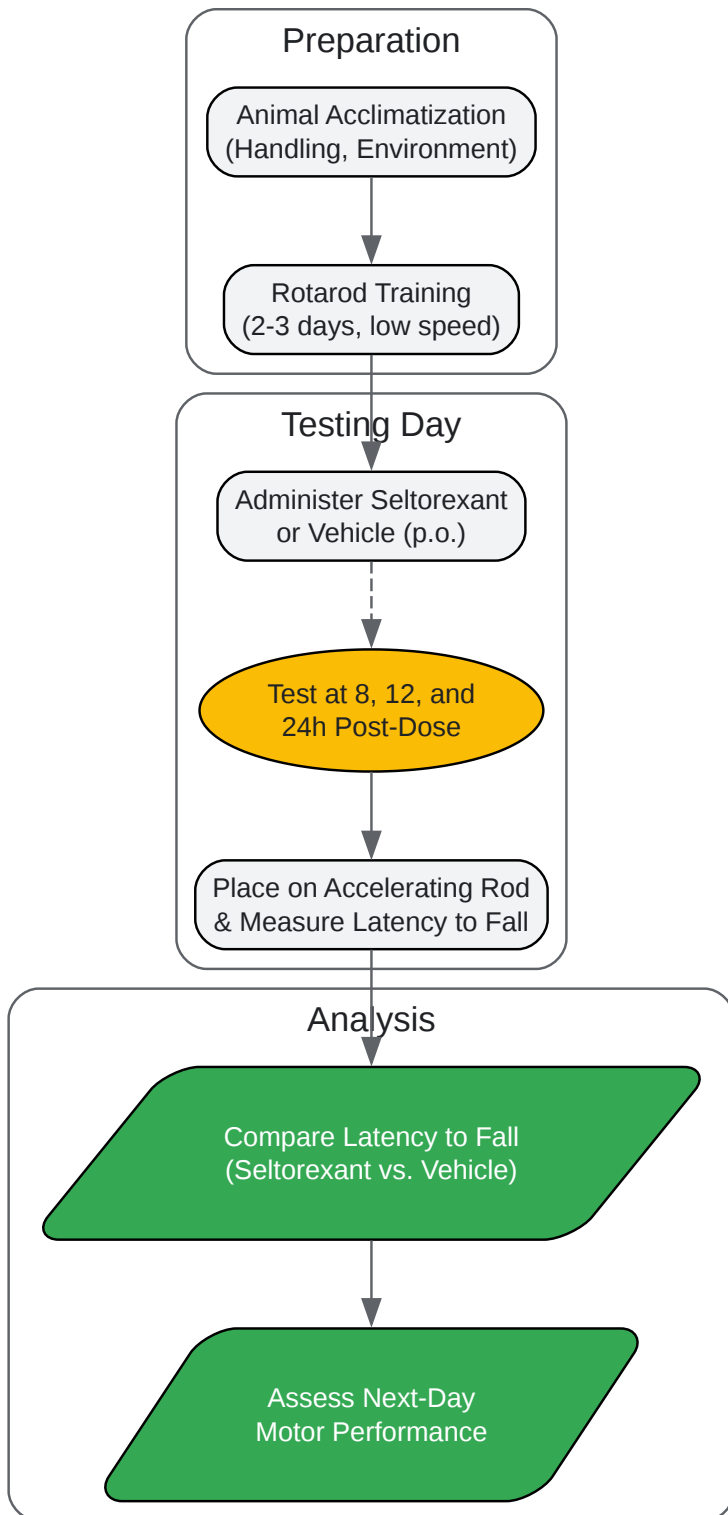 Preparation
Animal Acclimatization
(Handling, Environment)
Rotarod Training
(2-3 days, low speed)
Testing Day
Administer Seltorexant
or Vehicle (p.o.)
Test at 8, 12, and
24h Post-Dose
Place on Accelerating Rod
& Measure Latency to Fall
Analysis
Compare Latency to Fall
(Seltorexant vs. Vehicle)
Assess Next-Day
Motor Performance